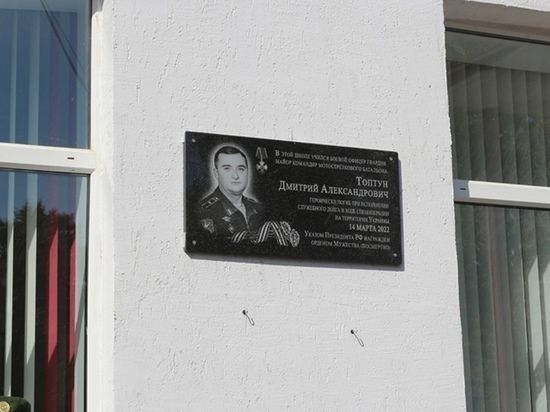 В этой школе учился боевой офицер гвардии
майор командир мотострелкового батальона
Топтун
Дмитрий Александрович
героически погиб при исполнении
служебного долга в ходе спецоперации
на территории Украины
14 марта 2022
Указом Президента РФ награжден
орденом Мужества (посмертно)